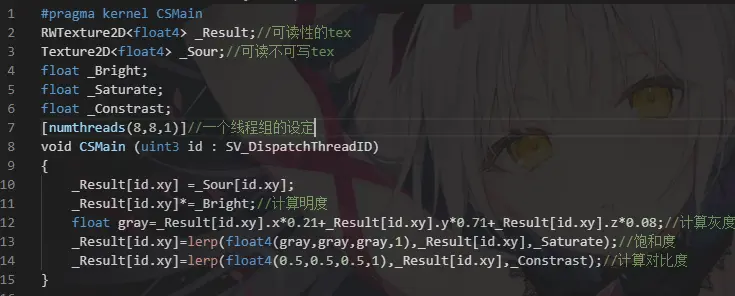 1 #pragma kernel CSMain
2 RWTexture2D<float4> _Result;//可读性的tex
3 Texture2D<float4> _Sour;//可读不可写tex
4 float _Bright;
5 float _Saturate;
6 float _Constrast;
7 [numthreads(8,8,1)]//一个线程组的设定
8 void CSMain (uint3 id : SV_DispatchThreadID)
9 {
10 _Result[id.xy] =_Sour[id.xy];
11 _Result[id.xy]*=_Bright;//计算明度
12 float gray=_Result[id.xy].x*0.21+_Result[id.xy].y*0.71+_Result[id.xy].z*0.08;//计算灰度
13 _Result[id.xy]=lerp(float4(gray,gray,gray,1),_Result[id.xy],_Saturate);//饱和度
14 _Result[id.xy]=lerp(float4(0.5,0.5,0.5,1),_Result[id.xy],_Constrast);//计算对比度
15 }